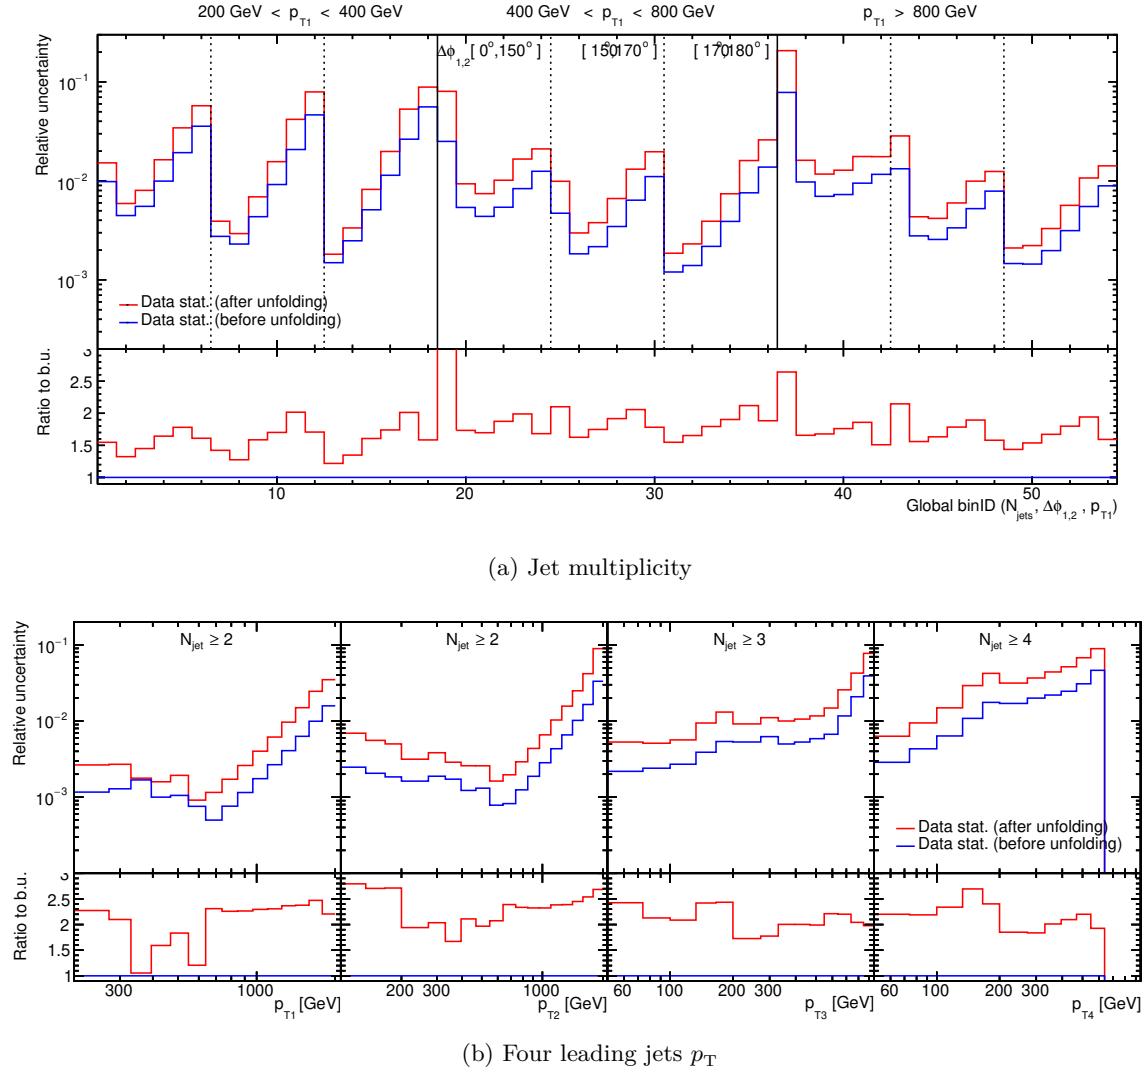 200 GeV < p_T1 < 400 GeV 400 GeV < p_T1 < 800 GeV p_T1 > 800 GeV
Δϕ_1,2 [ 0°,150° ] [ 150°,170° ] [ 170°,180° ]
Relative uncertainty
10⁻¹
10⁻²
10⁻³
Data stat. (after unfolding)
Data stat. (before unfolding)
Ratio to b.u.
3
2.5
2
1.5
1
10 20 30 40 50
Global binID (N_jets, Δϕ_1,2 , p_T1)
(a) Jet multiplicity
Relative uncertainty
N_jet ≥ 2 N_jet ≥ 2 N_jet ≥ 3 N_jet ≥ 4
10⁻¹
10⁻²
10⁻³
Data stat. (after unfolding)
Data stat. (before unfolding)
Ratio to b.u.
3
2.5
2
1.5
1
300 1000 200 300 1000 60 100 200 300 60 100 200 300
p_T1 [GeV] p_T2 [GeV] p_T3 [GeV] p_T4 [GeV]
(b) Four leading jets p_T